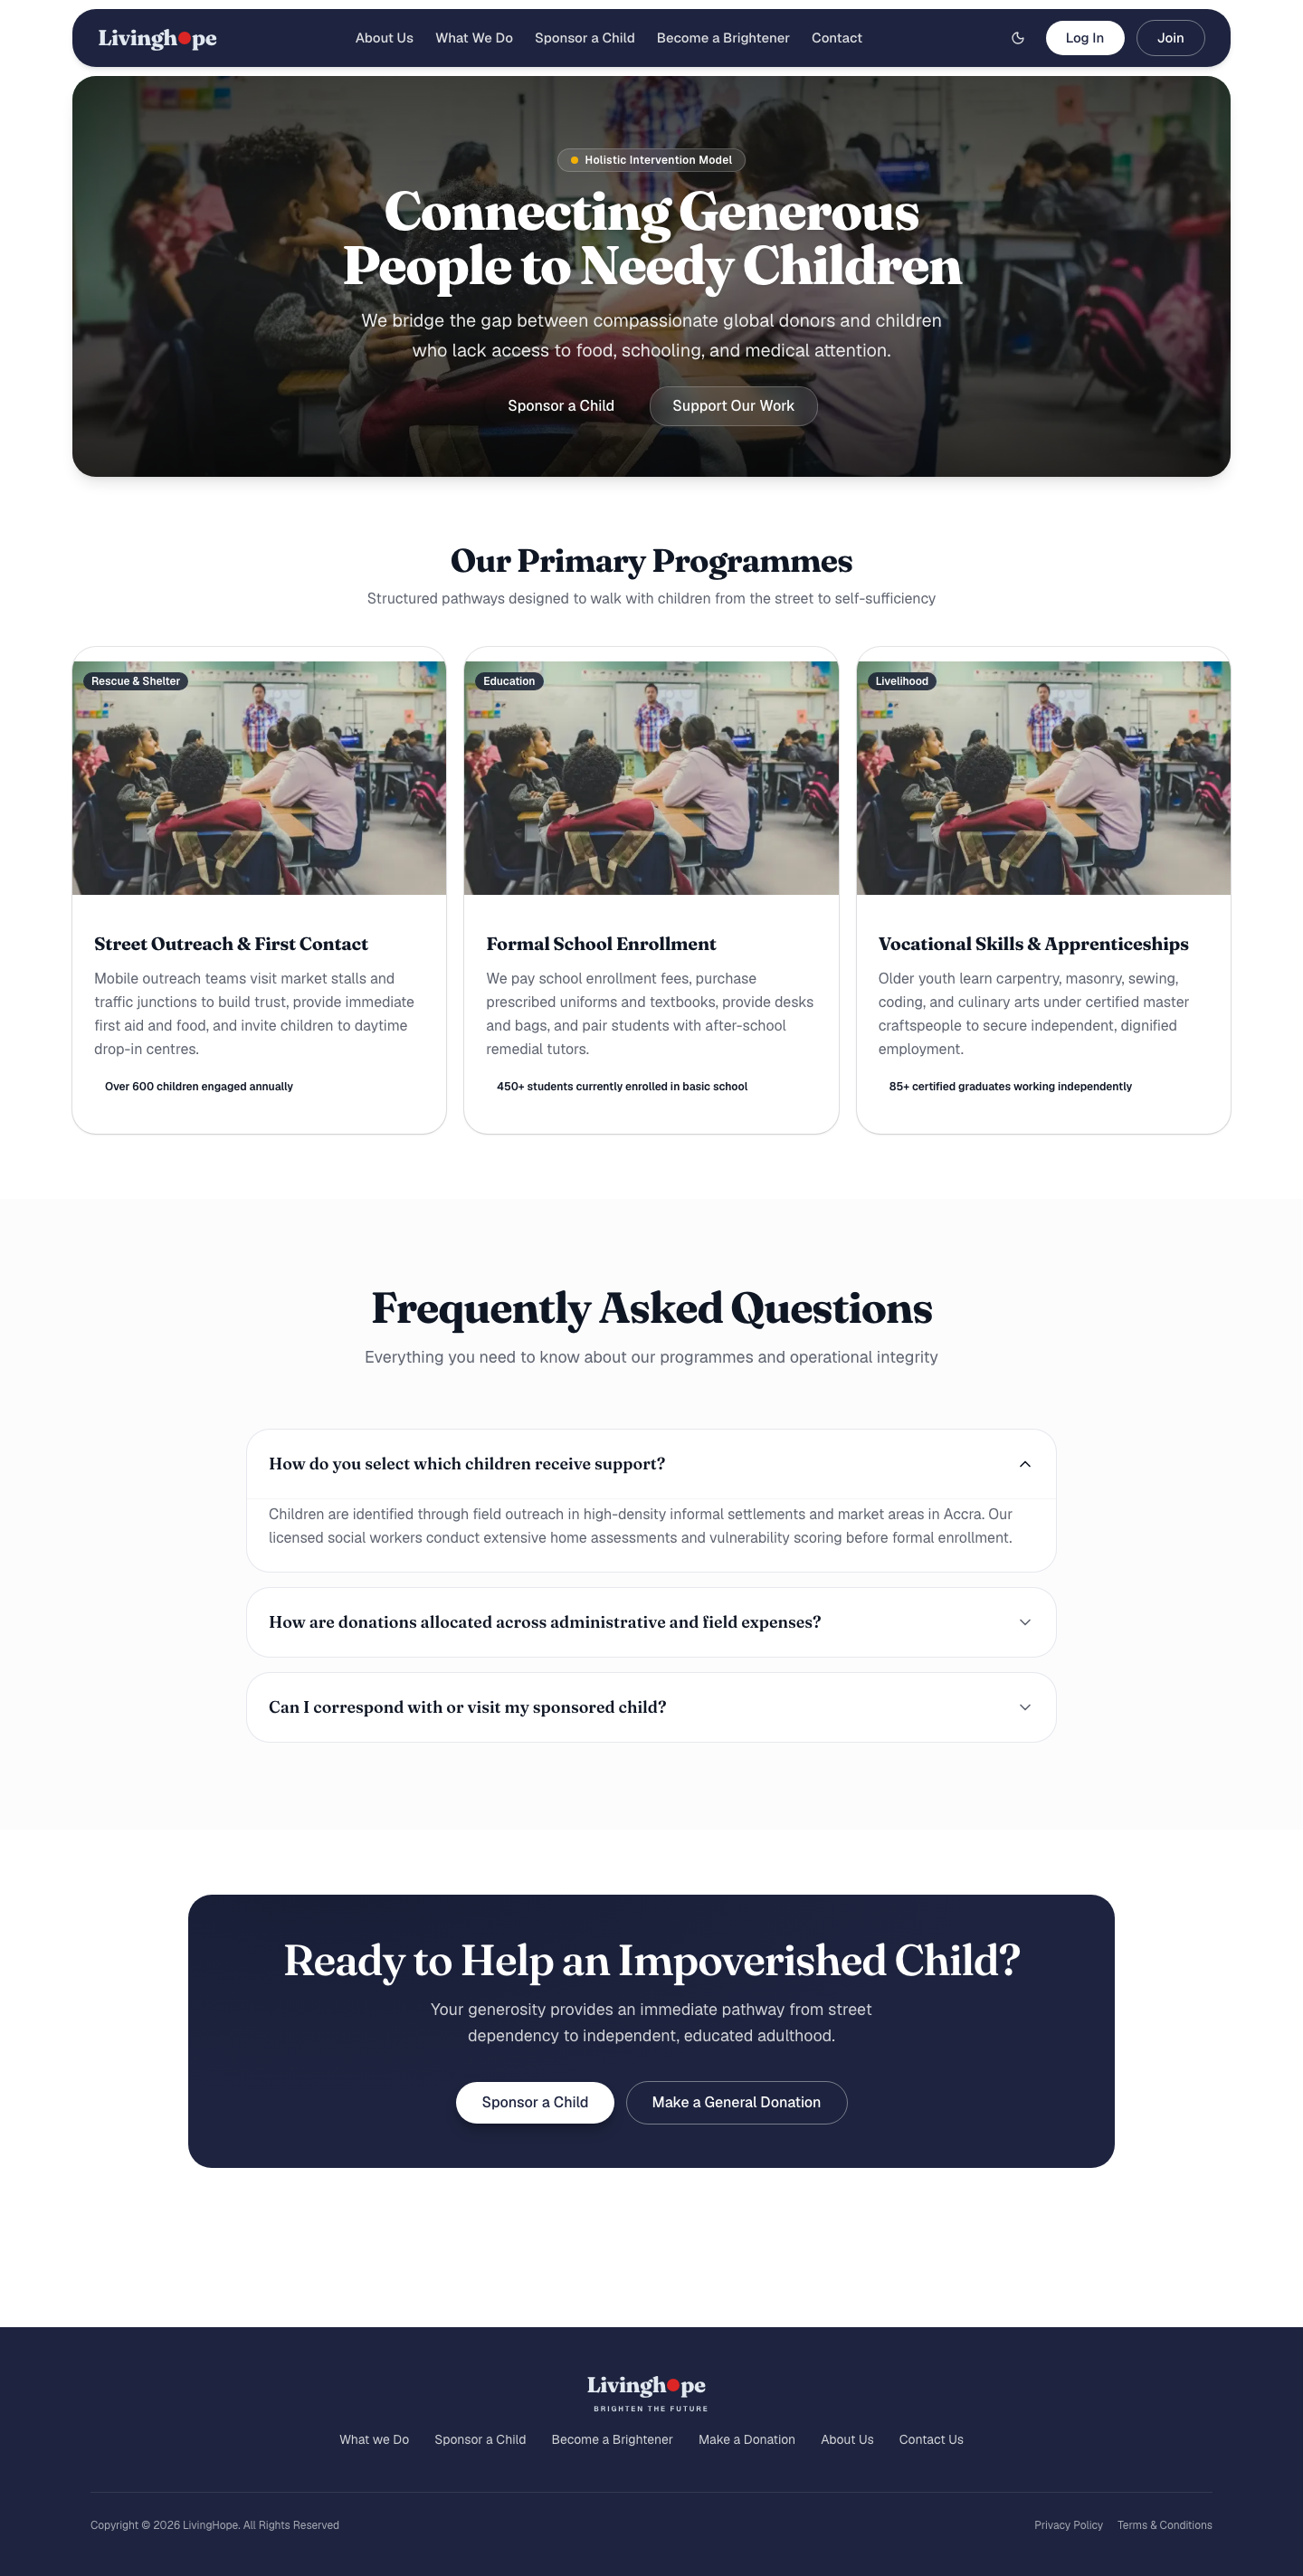 Livinghope
About Us
What We Do
Sponsor a Child
Become a Brightener
Contact
Log In
Join
Holistic Intervention Model
Connecting Generous
People to Needy Children
We bridge the gap between compassionate global donors and children
who lack access to food, schooling, and medical attention.
Sponsor a Child
Support Our Work
Our Primary Programmes
Structured pathways designed to walk with children from the street to self-sufficiency
Rescue & Shelter
Street Outreach & First Contact
Mobile outreach teams visit market stalls and
traffic junctions to build trust, provide immediate
first aid and food, and invite children to daytime
drop-in centres.
Over 600 children engaged annually
Education
Formal School Enrollment
We pay school enrollment fees, purchase
prescribed uniforms and textbooks, provide desks
and bags, and pair students with after-school
remedial tutors.
450+ students currently enrolled in basic school
Livelihood
Vocational Skills & Apprenticeships
Older youth learn carpentry, masonry, sewing,
coding, and culinary arts under certified master
craftspeople to secure independent, dignified
employment.
85+ certified graduates working independently
Frequently Asked Questions
Everything you need to know about our programmes and operational integrity
How do you select which children receive support?
Children are identified through field outreach in high-density informal settlements and market areas in Accra. Our
licensed social workers conduct extensive home assessments and vulnerability scoring before formal enrollment.
How are donations allocated across administrative and field expenses?
Can I correspond with or visit my sponsored child?
Ready to Help an Impoverished Child?
Your generosity provides an immediate pathway from street
dependency to independent, educated adulthood.
Sponsor a Child
Make a General Donation
Livinghope
BRIGHTEN THE FUTURE
What we Do
Sponsor a Child
Become a Brightener
Make a Donation
About Us
Contact Us
Copyright © 2026 LivingHope. All Rights Reserved
Privacy Policy
Terms & Conditions